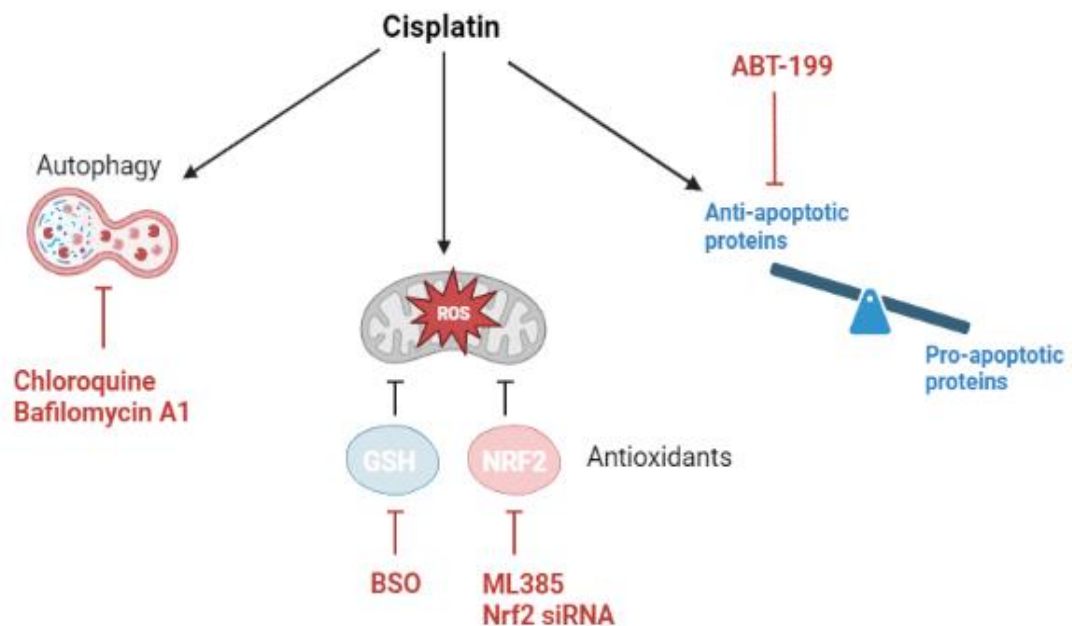 Cisplatin
ABT-199
Autophagy
Anti-apoptotic
proteins
ROS
Pro-apoptotic
proteins
Chloroquine
Bafilomycin A1
GSH
NRF2
Antioxidants
BSO
ML385
Nrf2 siRNA